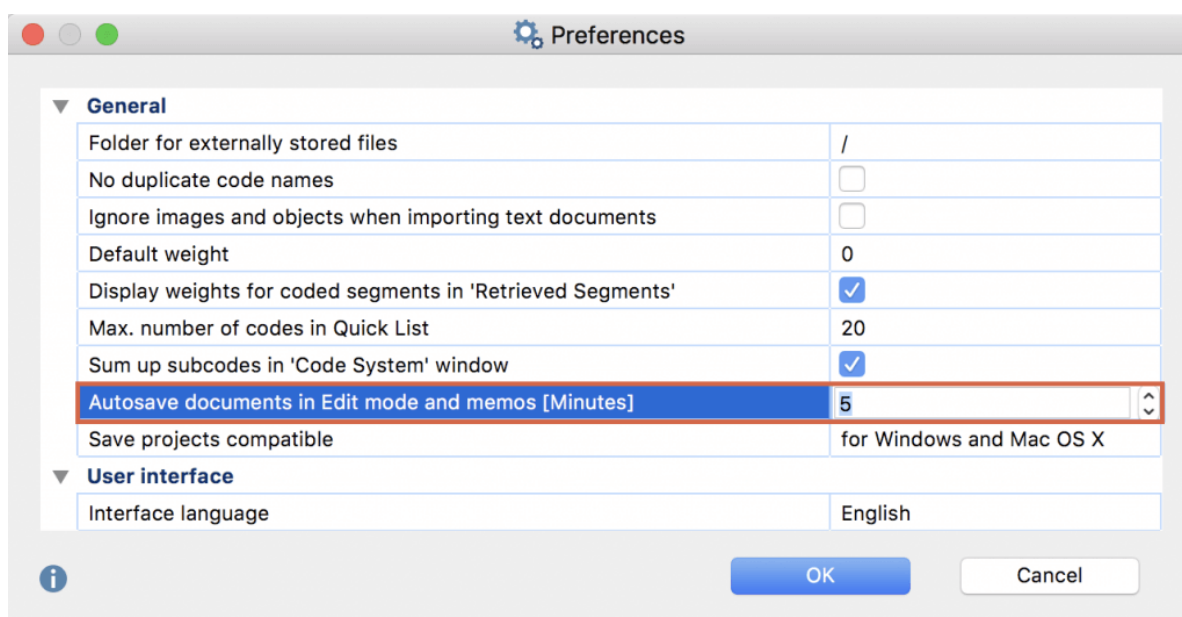 Preferences
General
Folder for externally stored files /
No duplicate code names
Ignore images and objects when importing text documents
Default weight 0
Display weights for coded segments in 'Retrieved Segments'
Max. number of codes in Quick List 20
Sum up subcodes in 'Code System' window
Autosave documents in Edit mode and memos [Minutes] 5
Save projects compatible for Windows and Mac OS X
User interface
Interface language English
OK Cancel